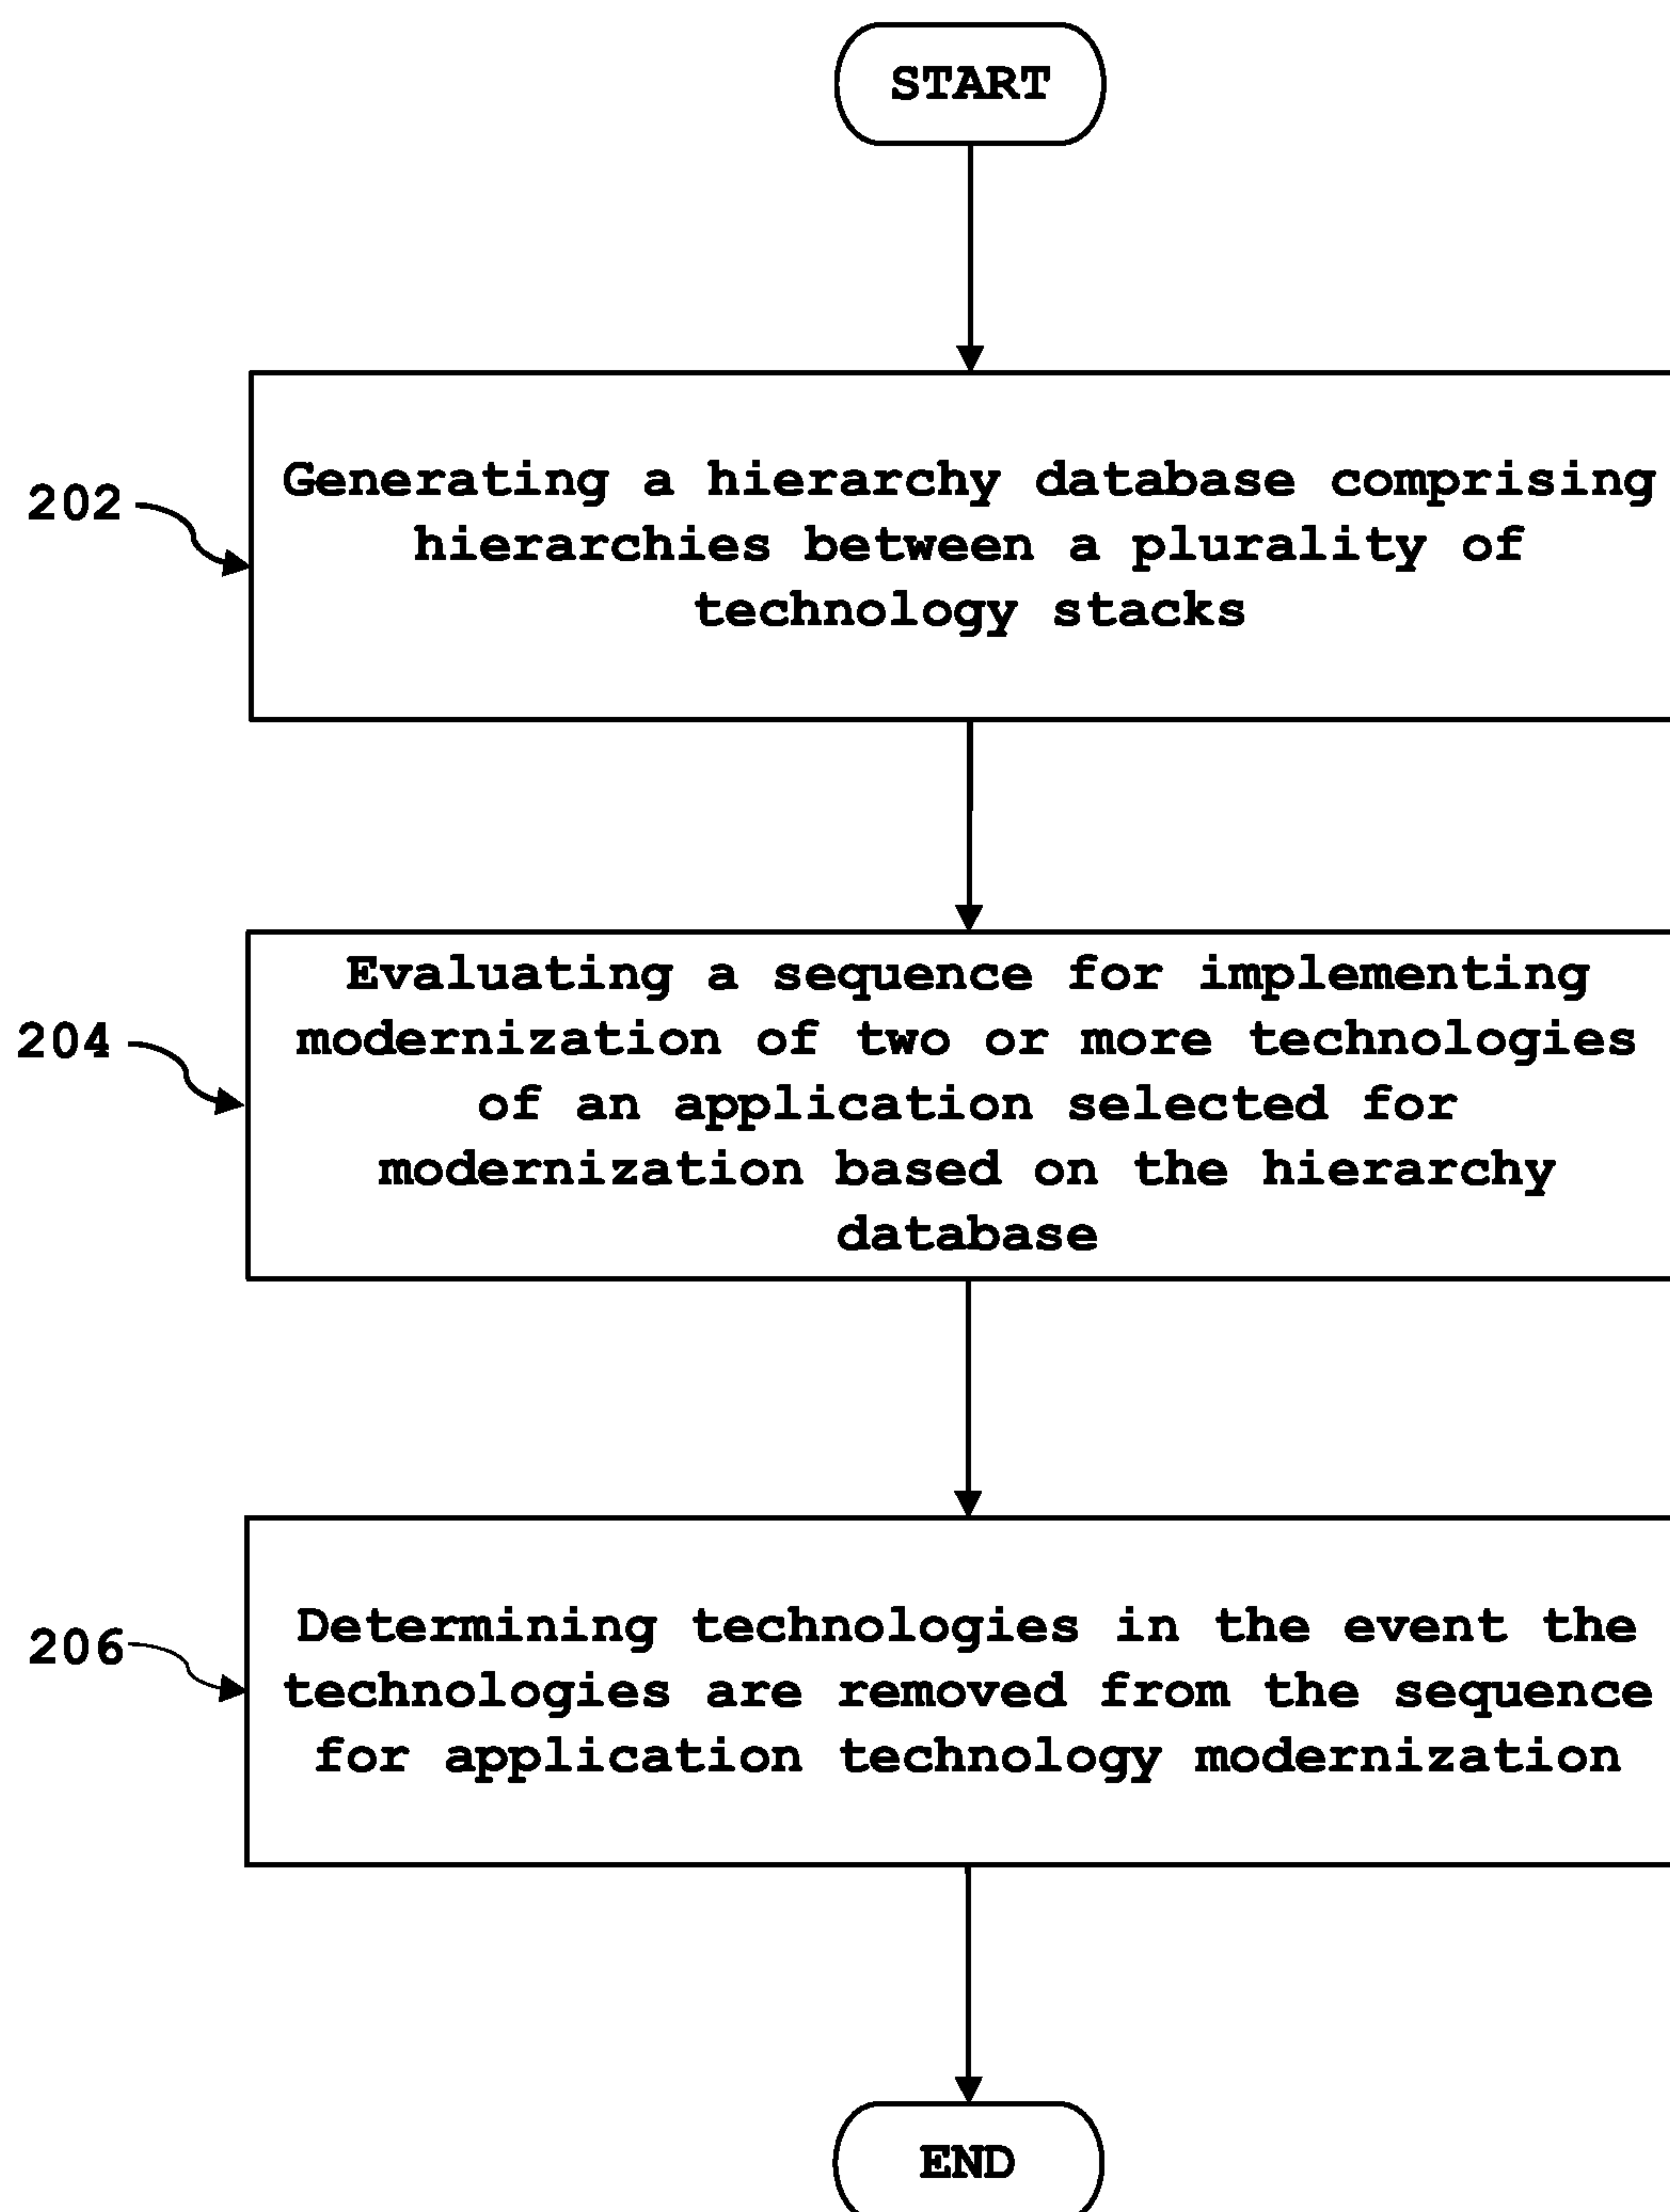 START
202
Generating a hierarchy database comprising
hierarchies between a plurality of
technology stacks
204
Evaluating a sequence for implementing
modernization of two or more technologies
of an application selected for
modernization based on the hierarchy
database
206
Determining technologies in the event the
technologies are removed from the sequence
for application technology modernization
END